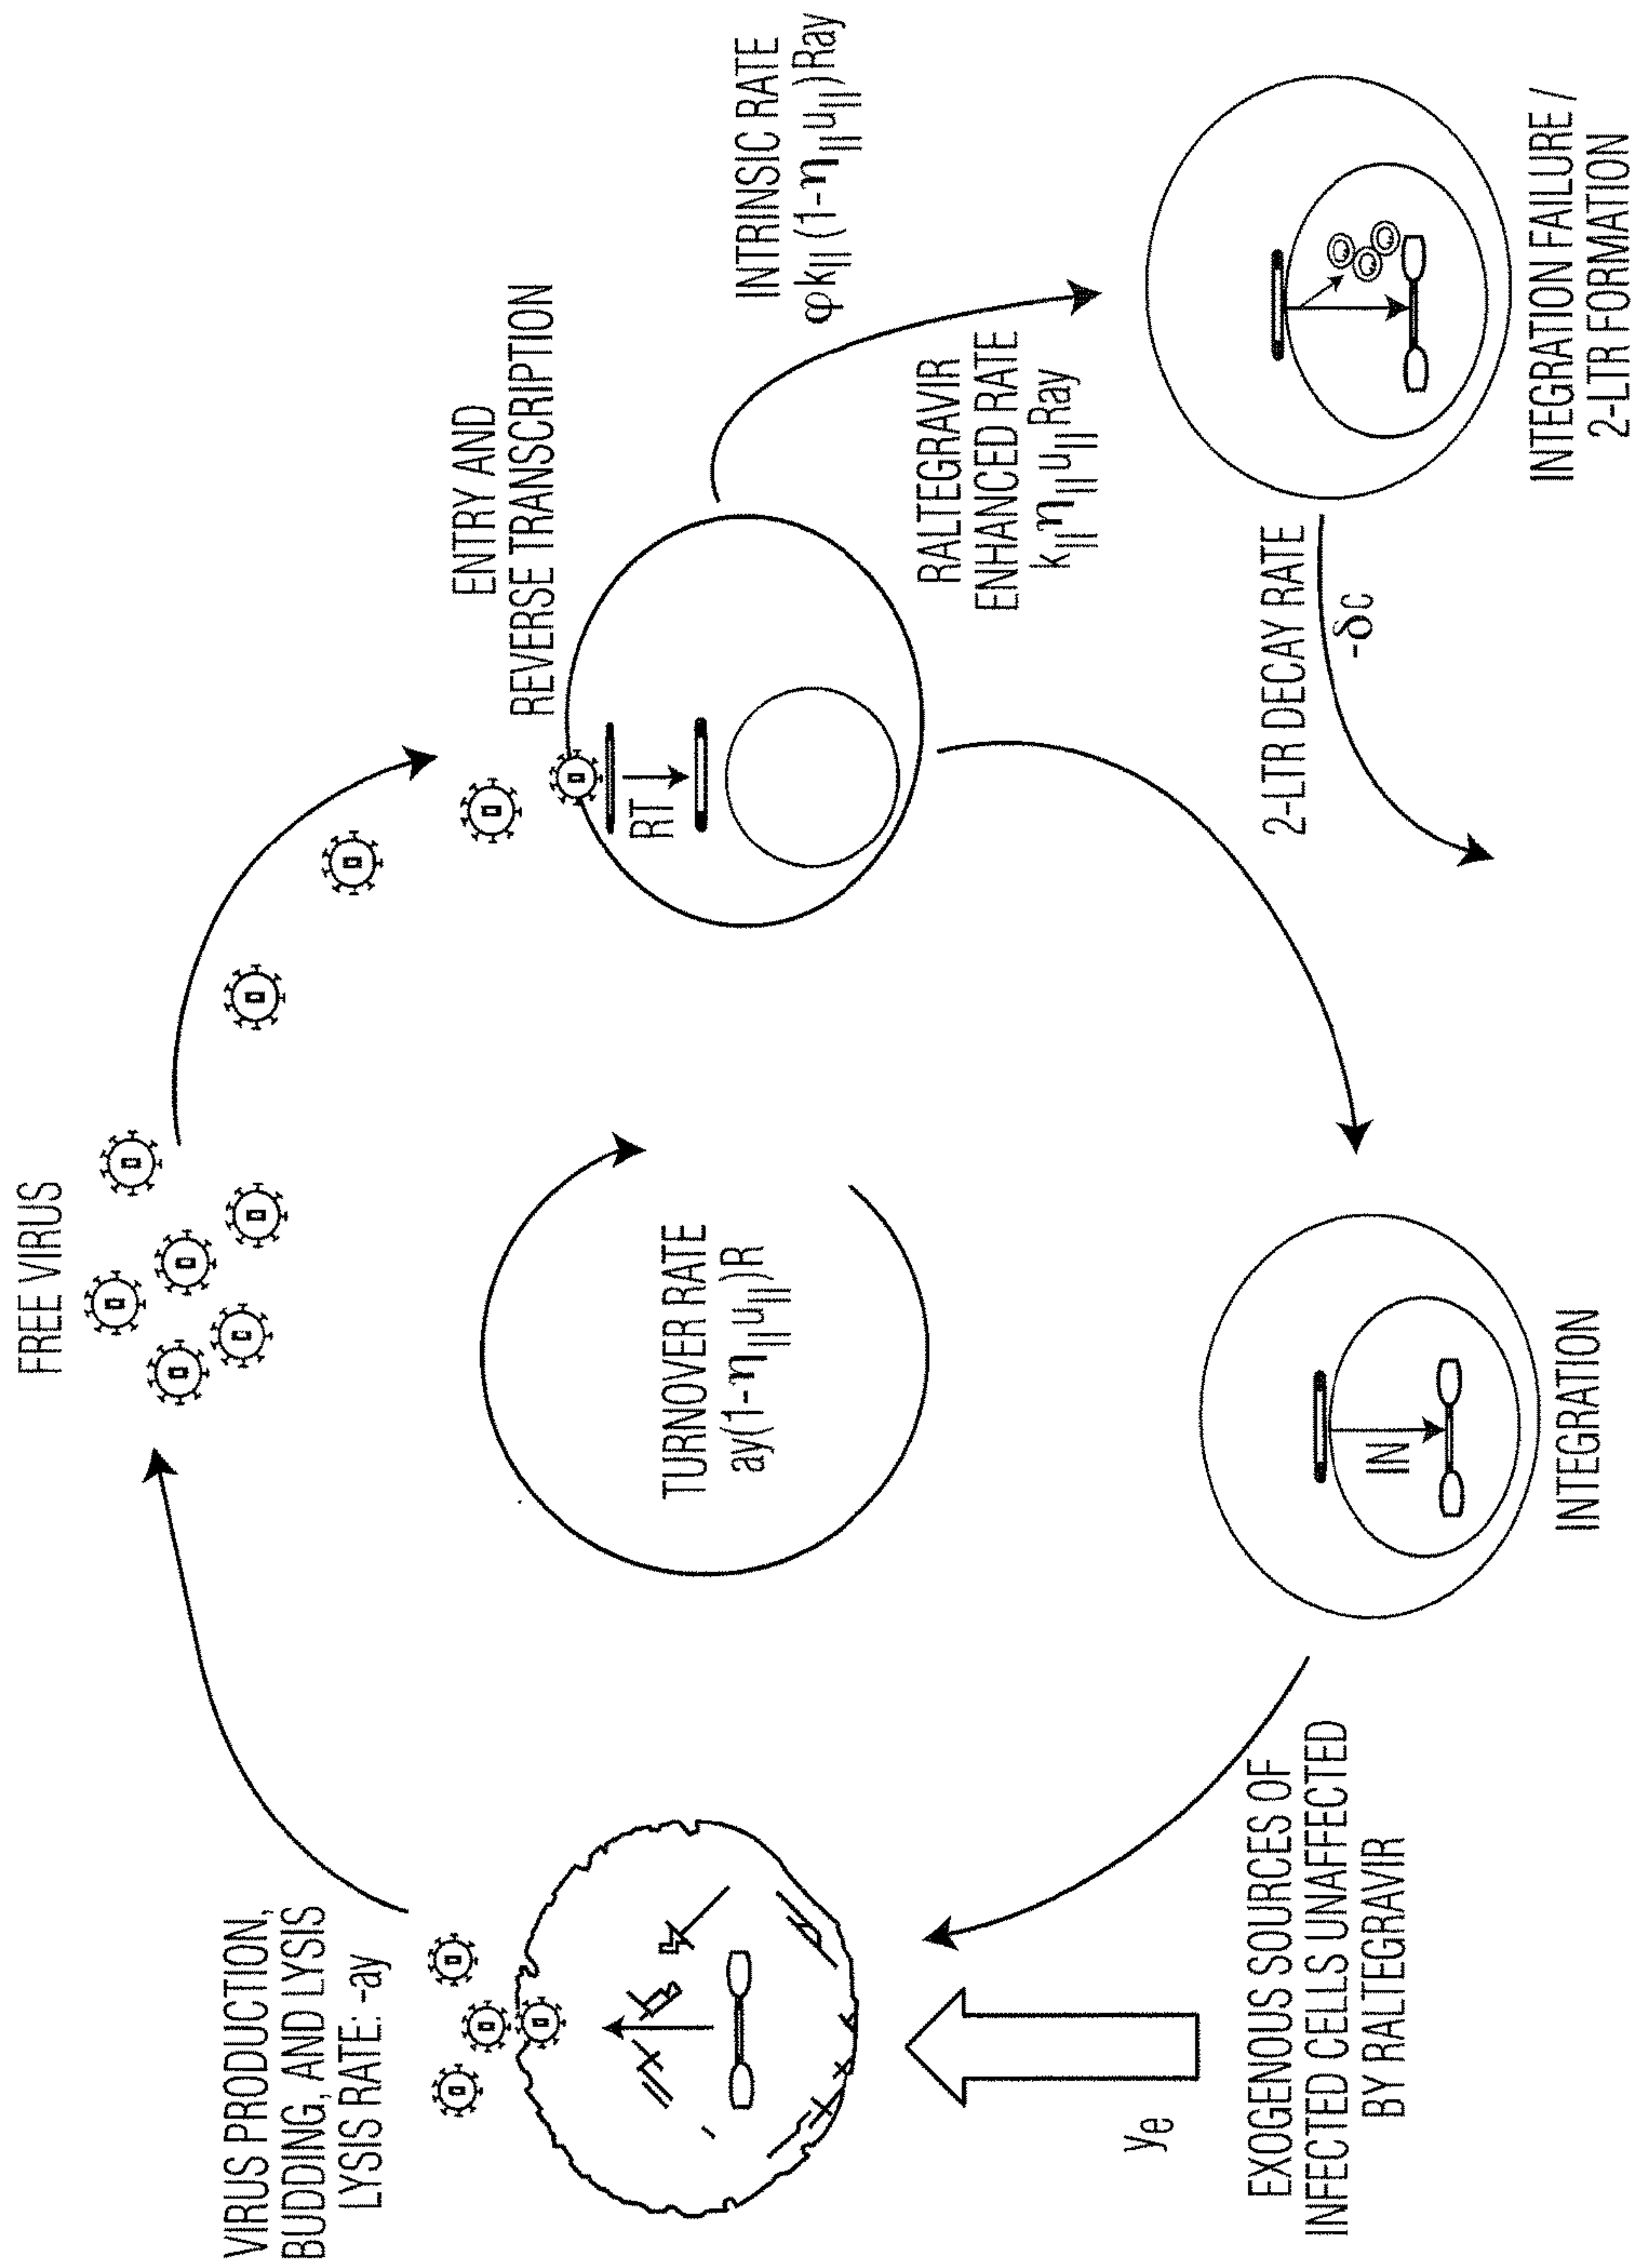 FREE VIRUS
VIRUS PRODUCTION,
BUDDING, AND LYSIS
LYSIS RATE: -ay
ENTRY AND
REVERSE TRANSCRIPTION
RT
TURNOVER RATE
ay(1-η||u||)R
INTRINSIC RATE
φk||(1-η||u||)Ray
RALTEGRAVIR
ENHANCED RATE
k||η||u||Ray
yₑ
EXOGENOUS SOURCES OF
INFECTED CELLS UNAFFECTED
BY RALTEGRAVIR
IN
INTEGRATION
2-LTR DECAY RATE
-δc
INTEGRATION FAILURE /
2-LTR FORMATION